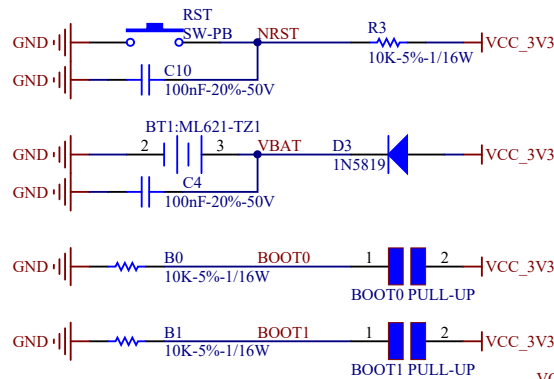 RST
SW-PB
GND
NRST
R3
10K-5%-1/16W
VCC_3V3
GND
C10
100nF-20%-50V
BT1:ML621-TZ1
GND
2
3
VBAT
D3
1N5819
VCC_3V3
GND
C4
100nF-20%-50V
GND
B0
10K-5%-1/16W
BOOT0
1
2
VCC_3V3
BOOT0 PULL-UP
GND
B1
10K-5%-1/16W
BOOT1
1
2
VCC_3V3
BOOT1 PULL-UP